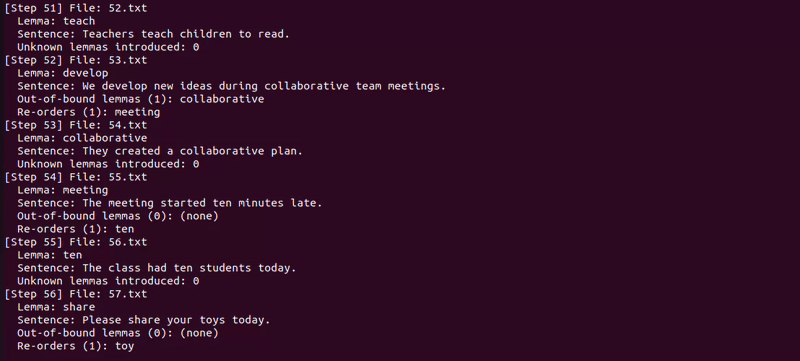 [Step 51] File: 52.txt
  Lemma: teach
  Sentence: Teachers teach children to read.
  Unknown lemmas introduced: 0
[Step 52] File: 53.txt
  Lemma: develop
  Sentence: We develop new ideas during collaborative team meetings.
  Out-of-bound lemmas (1): collaborative
  Re-orders (1): meeting
[Step 53] File: 54.txt
  Lemma: collaborative
  Sentence: They created a collaborative plan.
  Unknown lemmas introduced: 0
[Step 54] File: 55.txt
  Lemma: meeting
  Sentence: The meeting started ten minutes late.
  Out-of-bound lemmas (0): (none)
  Re-orders (1): ten
[Step 55] File: 56.txt
  Lemma: ten
  Sentence: The class had ten students today.
  Unknown lemmas introduced: 0
[Step 56] File: 57.txt
  Lemma: share
  Sentence: Please share your toys today.
  Out-of-bound lemmas (0): (none)
  Re-orders (1): toy